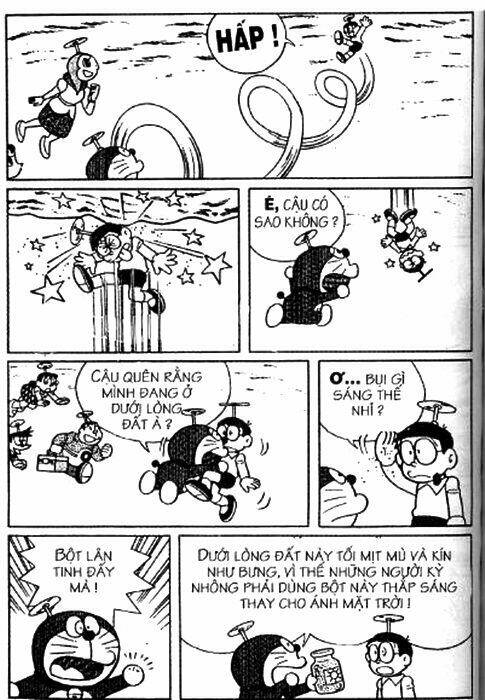 HẤP !
Ê, CẬU CÓ
SAO KHÔNG ?
CẬU QUÊN RẰNG
MÌNH ĐANG Ở
DƯỚI LÒNG
ĐẤT À ?
Ơ... BỤI GÌ
SÁNG THẾ
NHỈ ?
BỘT LÂN
TINH ĐẤY
MÀ !
DƯỚI LÒNG ĐẤT NÀY TỐI MỊT MÙ VÀ KÍN
NHƯ BƯNG, VÌ THẾ NHỮNG NGƯỜI KỲ
NHÔNG PHẢI DÙNG BỘT NÀY THẮP SÁNG
THAY CHO ÁNH MẶT TRỜI !